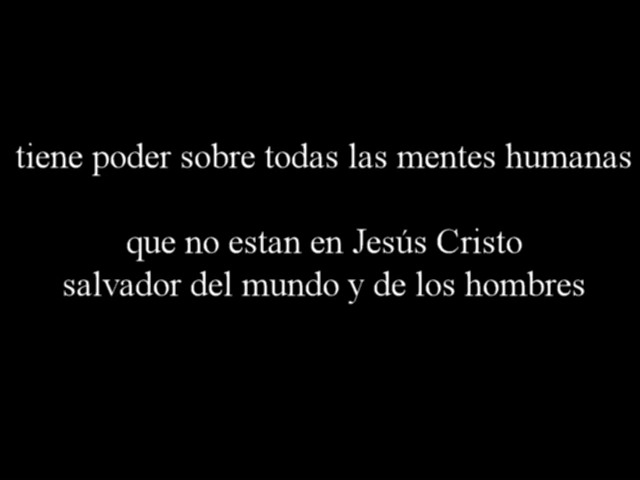 tiene poder sobre todas las mentes humanas
que no estan en Jesús Cristo
salvador del mundo y de los hombres